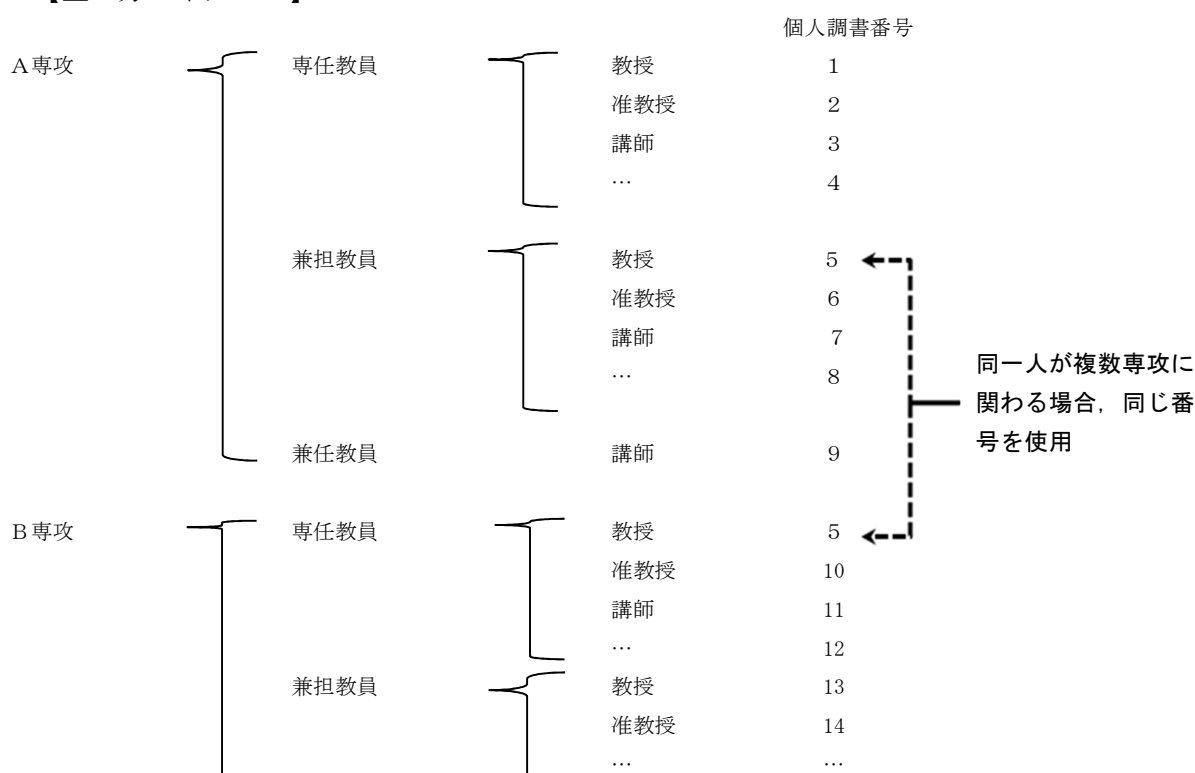 個人調書番号
A専攻 専任教員 教授 1
准教授 2
講師 3
… 4
兼担教員 教授 5
准教授 6
講師 7
… 8
同一人が複数専攻に
関わる場合，同じ番
号を使用
兼任教員 講師 9
B専攻 専任教員 教授 5
准教授 10
講師 11
… 12
兼担教員 教授 13
准教授 14
… …